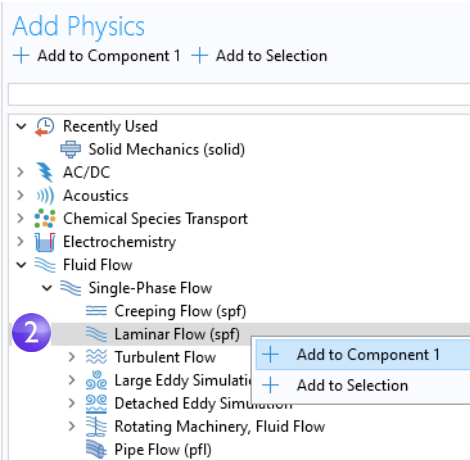 Add Physics
+ Add to Component 1 + Add to Selection
Recently Used
Solid Mechanics (solid)
AC/DC
Acoustics
Chemical Species Transport
Electrochemistry
Fluid Flow
Single-Phase Flow
Creeping Flow (spf)
2 Laminar Flow (spf)
Turbulent Flow
+ Add to Component 1
Large Eddy
+ Add to Selection
Detached Eddy Simulation
Rotating Machinery, Fluid Flow
Pipe Flow (pfl)